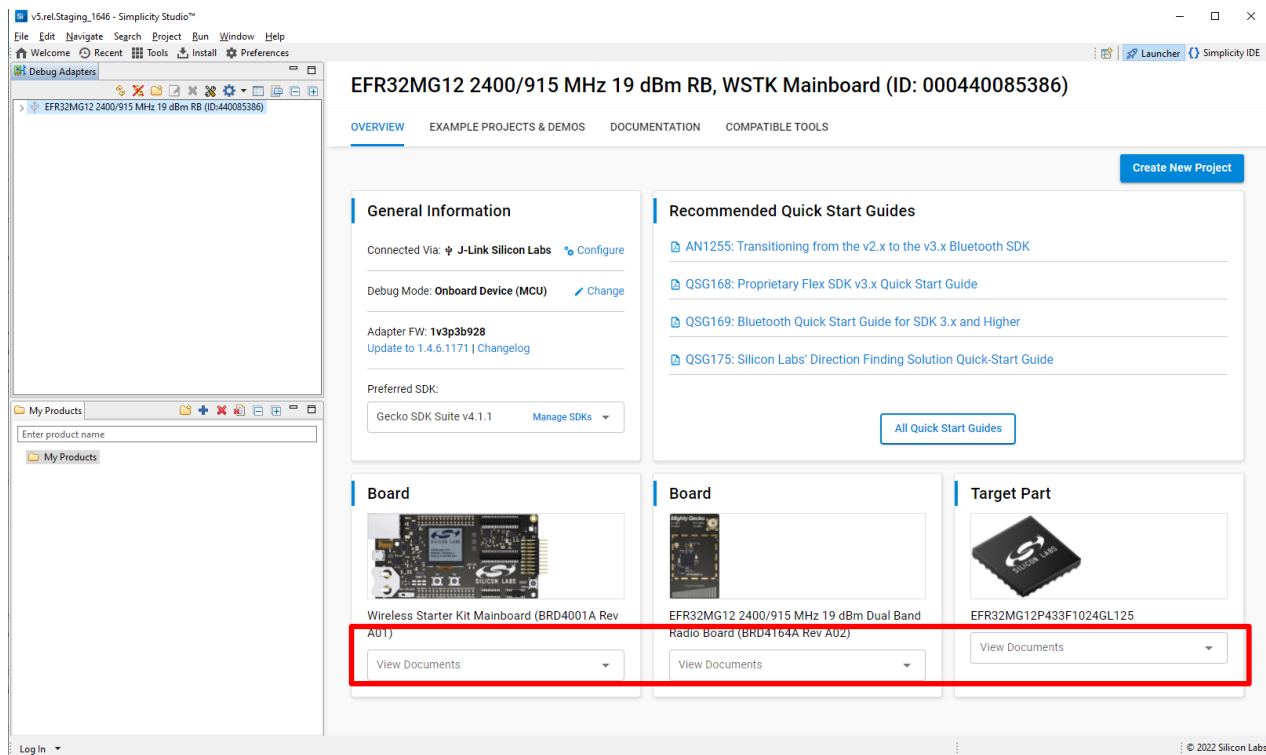 v5.rel.Staging_1646 - Simplicity Studio™
File Edit Navigate Search Project Run Window Help
Welcome Recent Tools Install Preferences
Launcher Simplicity IDE
Debug Adapters
EFR32MG12 2400/915 MHz 19 dBm RB (ID:440085386)
EFR32MG12 2400/915 MHz 19 dBm RB, WSTK Mainboard (ID: 000440085386)
OVERVIEW EXAMPLE PROJECTS & DEMOS DOCUMENTATION COMPATIBLE TOOLS
Create New Project
General Information
Connected Via: J-Link Silicon Labs Configure
Debug Mode: Onboard Device (MCU) Change
Adapter FW: 1v3p3b928
Update to 1.4.6.1171 | Changelog
Preferred SDK:
Gecko SDK Suite v4.1.1 Manage SDKs
Recommended Quick Start Guides
AN1255: Transitioning from the v2.x to the v3.x Bluetooth SDK
QSG168: Proprietary Flex SDK v3.x Quick Start Guide
QSG169: Bluetooth Quick Start Guide for SDK 3.x and Higher
QSG175: Silicon Labs' Direction Finding Solution Quick-Start Guide
All Quick Start Guides
My Products
Enter product name
My Products
Board
SILICON LABS
Wireless Starter Kit Mainboard (BRD4001A Rev
A01)
View Documents
Board
Mighty Gecko
EFR32MG12 2400/915 MHz 19 dBm Dual Band
Radio Board (BRD4164A Rev A02)
View Documents
Target Part
SILICON LABS
EFR32MG12P433F1024GL125
View Documents
Log In
© 2022 Silicon Labs